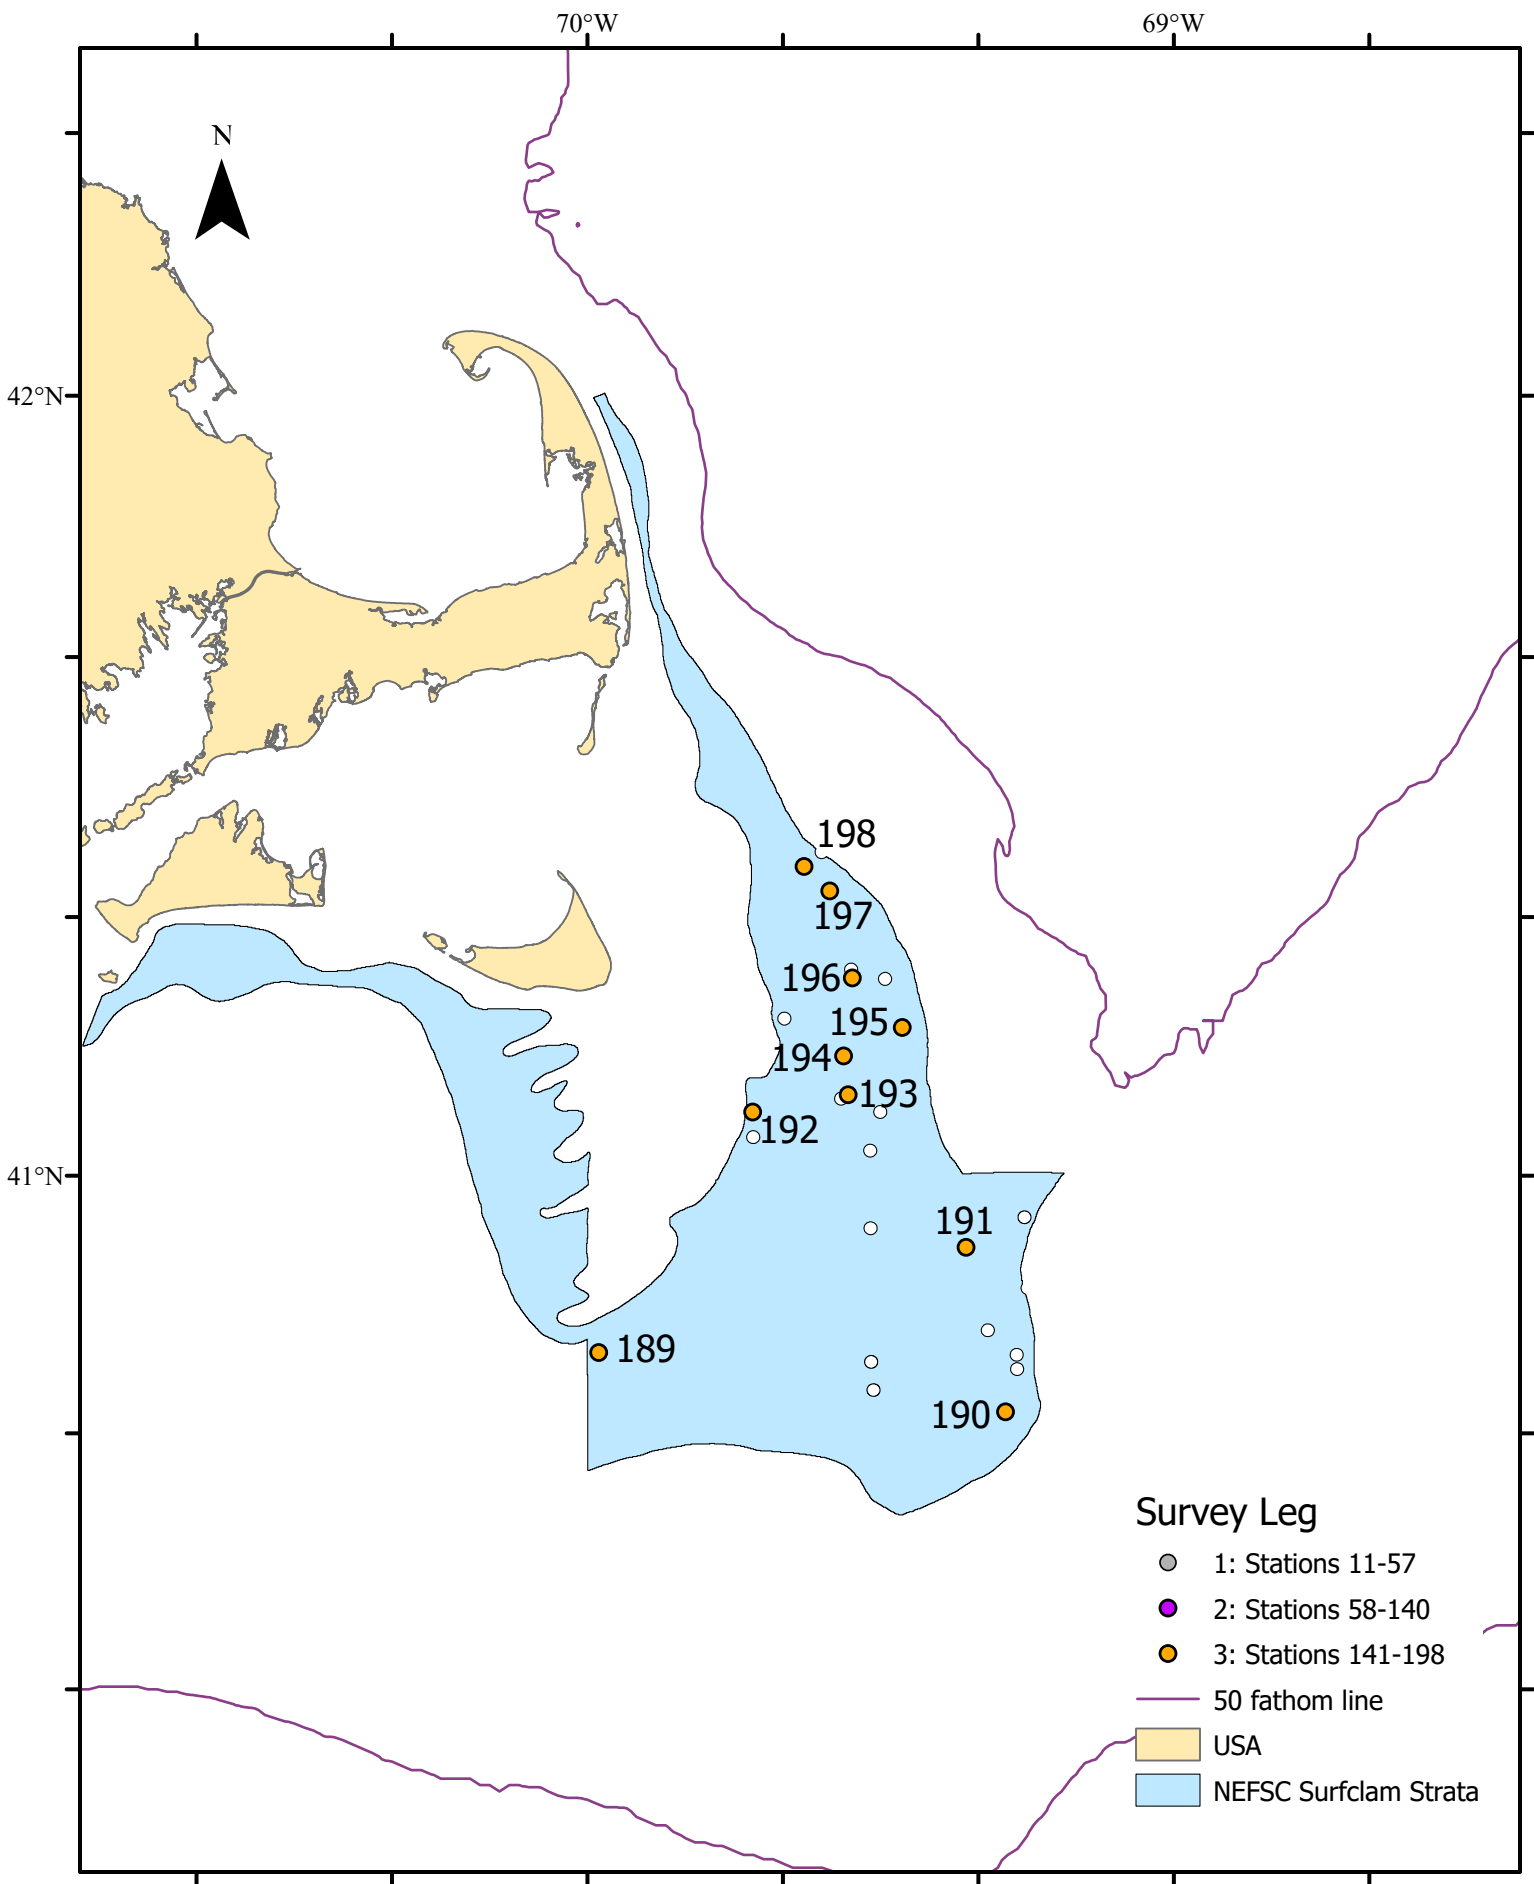 70°W
69°W
N
42°N
198
197
196
195
194
193
192
41°N
191
189
190
Survey Leg
1: Stations 11-57
2: Stations 58-140
3: Stations 141-198
50 fathom line
USA
NEFSC Surfclam Strata